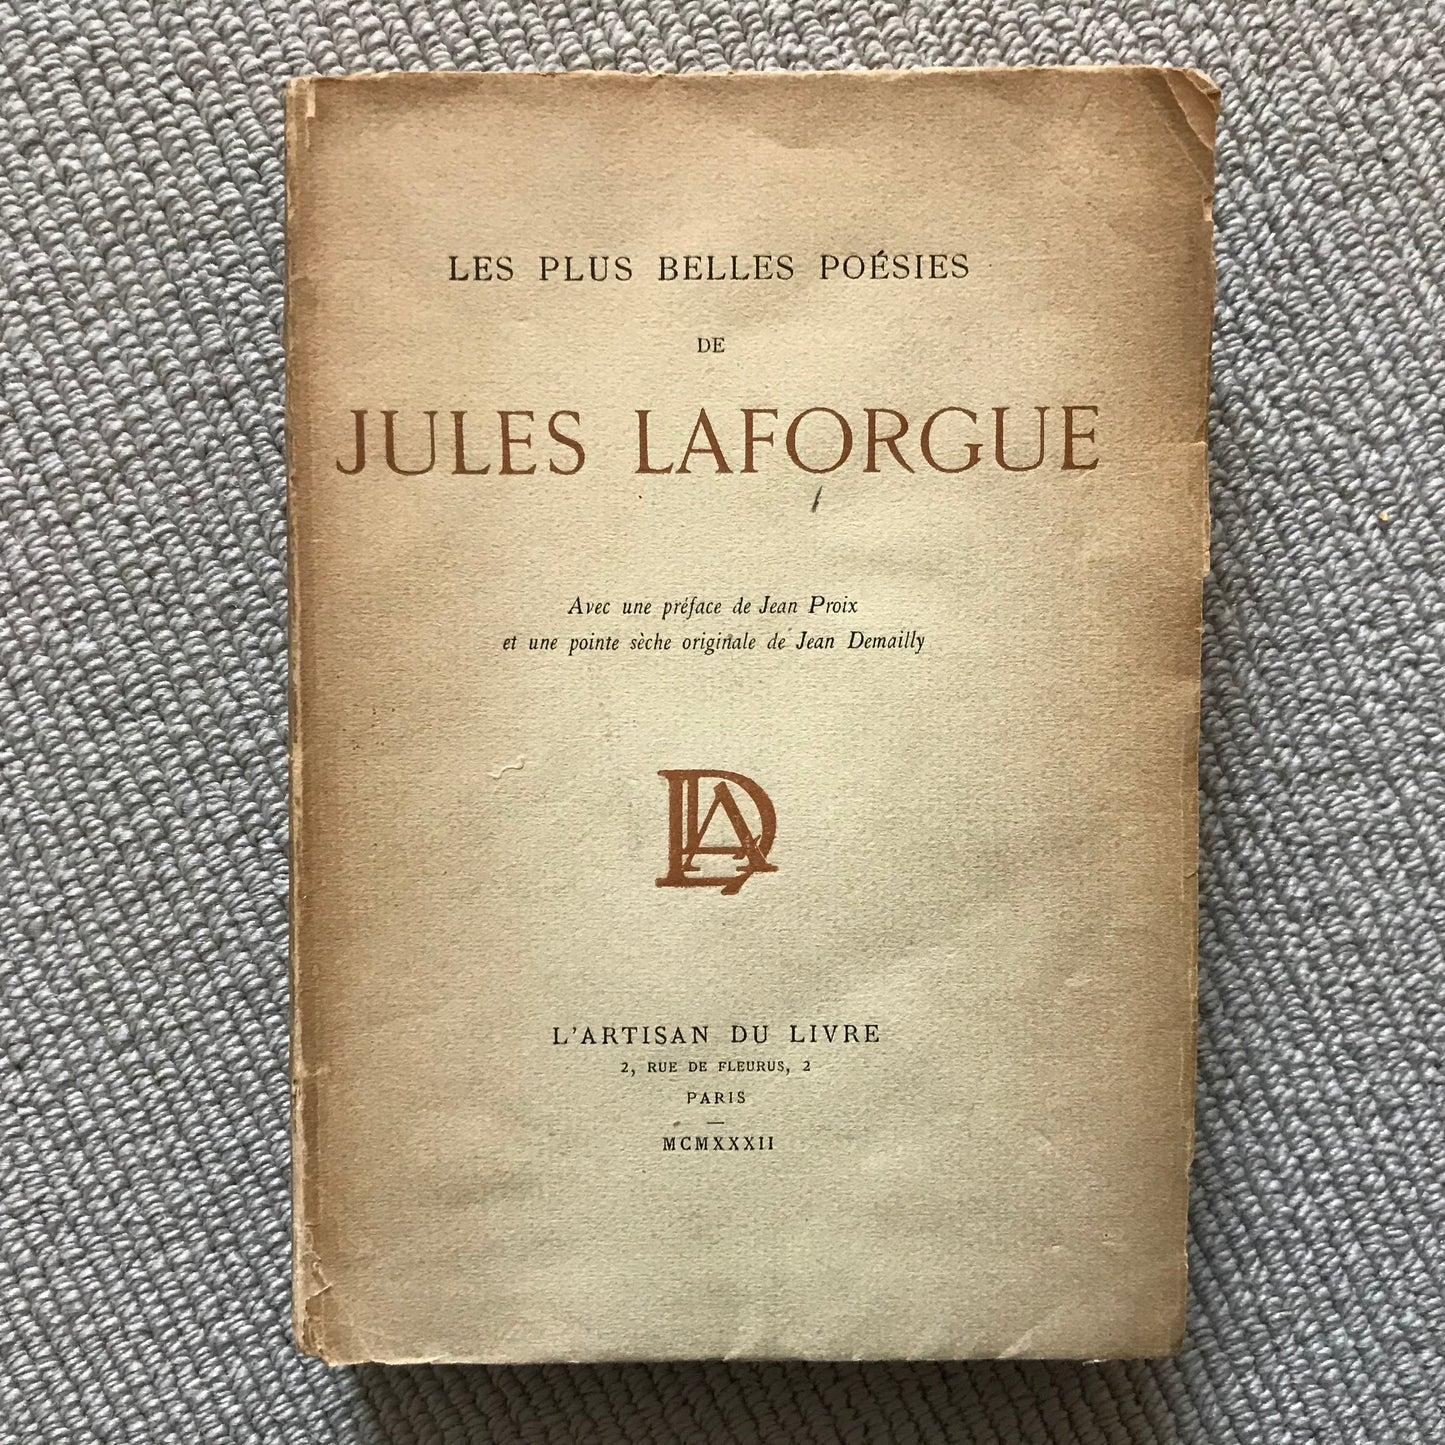 LES PLUS BELLES POÉSIES
DE
JULES LAFORGUE
Avec une préface de Jean Proix
et une pointe sèche originale de Jean Demailly
L'ARTISAN DU LIVRE
2, RUE DE FLEURUS, 2
PARIS
MCMXXXII